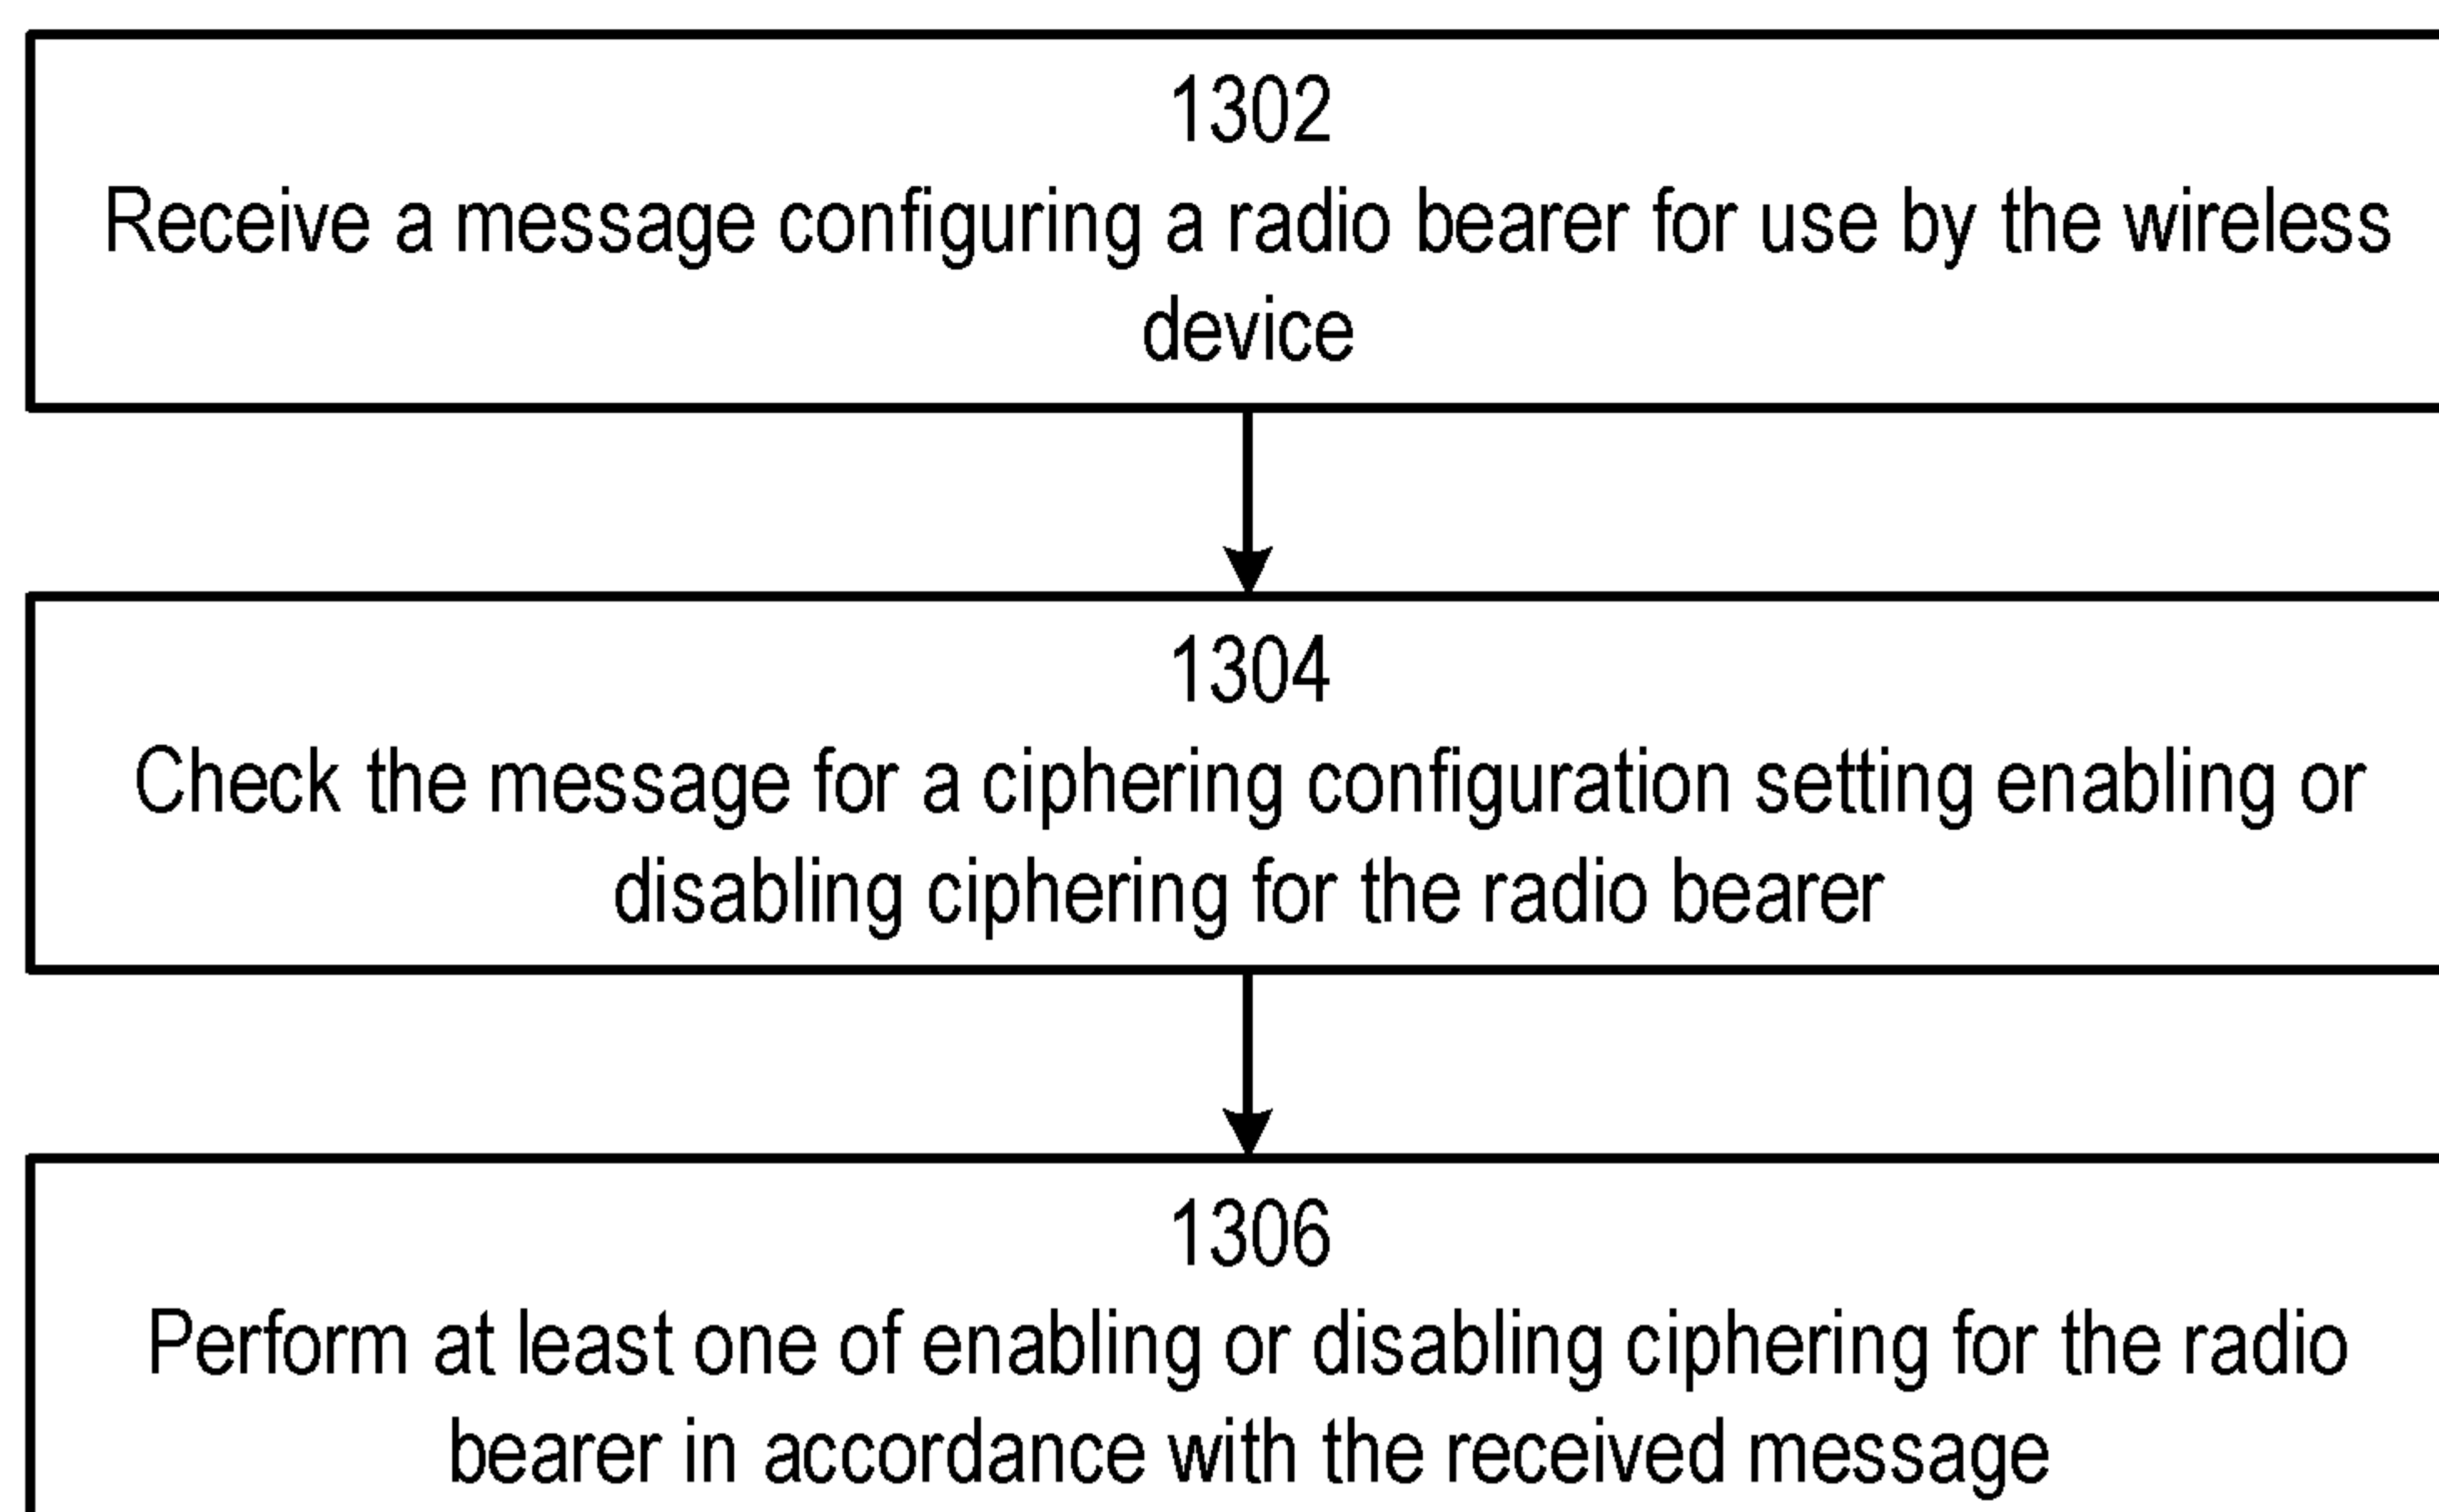 1302
Receive a message configuring a radio bearer for use by the wireless
device
1304
Check the message for a ciphering configuration setting enabling or
disabling ciphering for the radio bearer
1306
Perform at least one of enabling or disabling ciphering for the radio
bearer in accordance with the received message